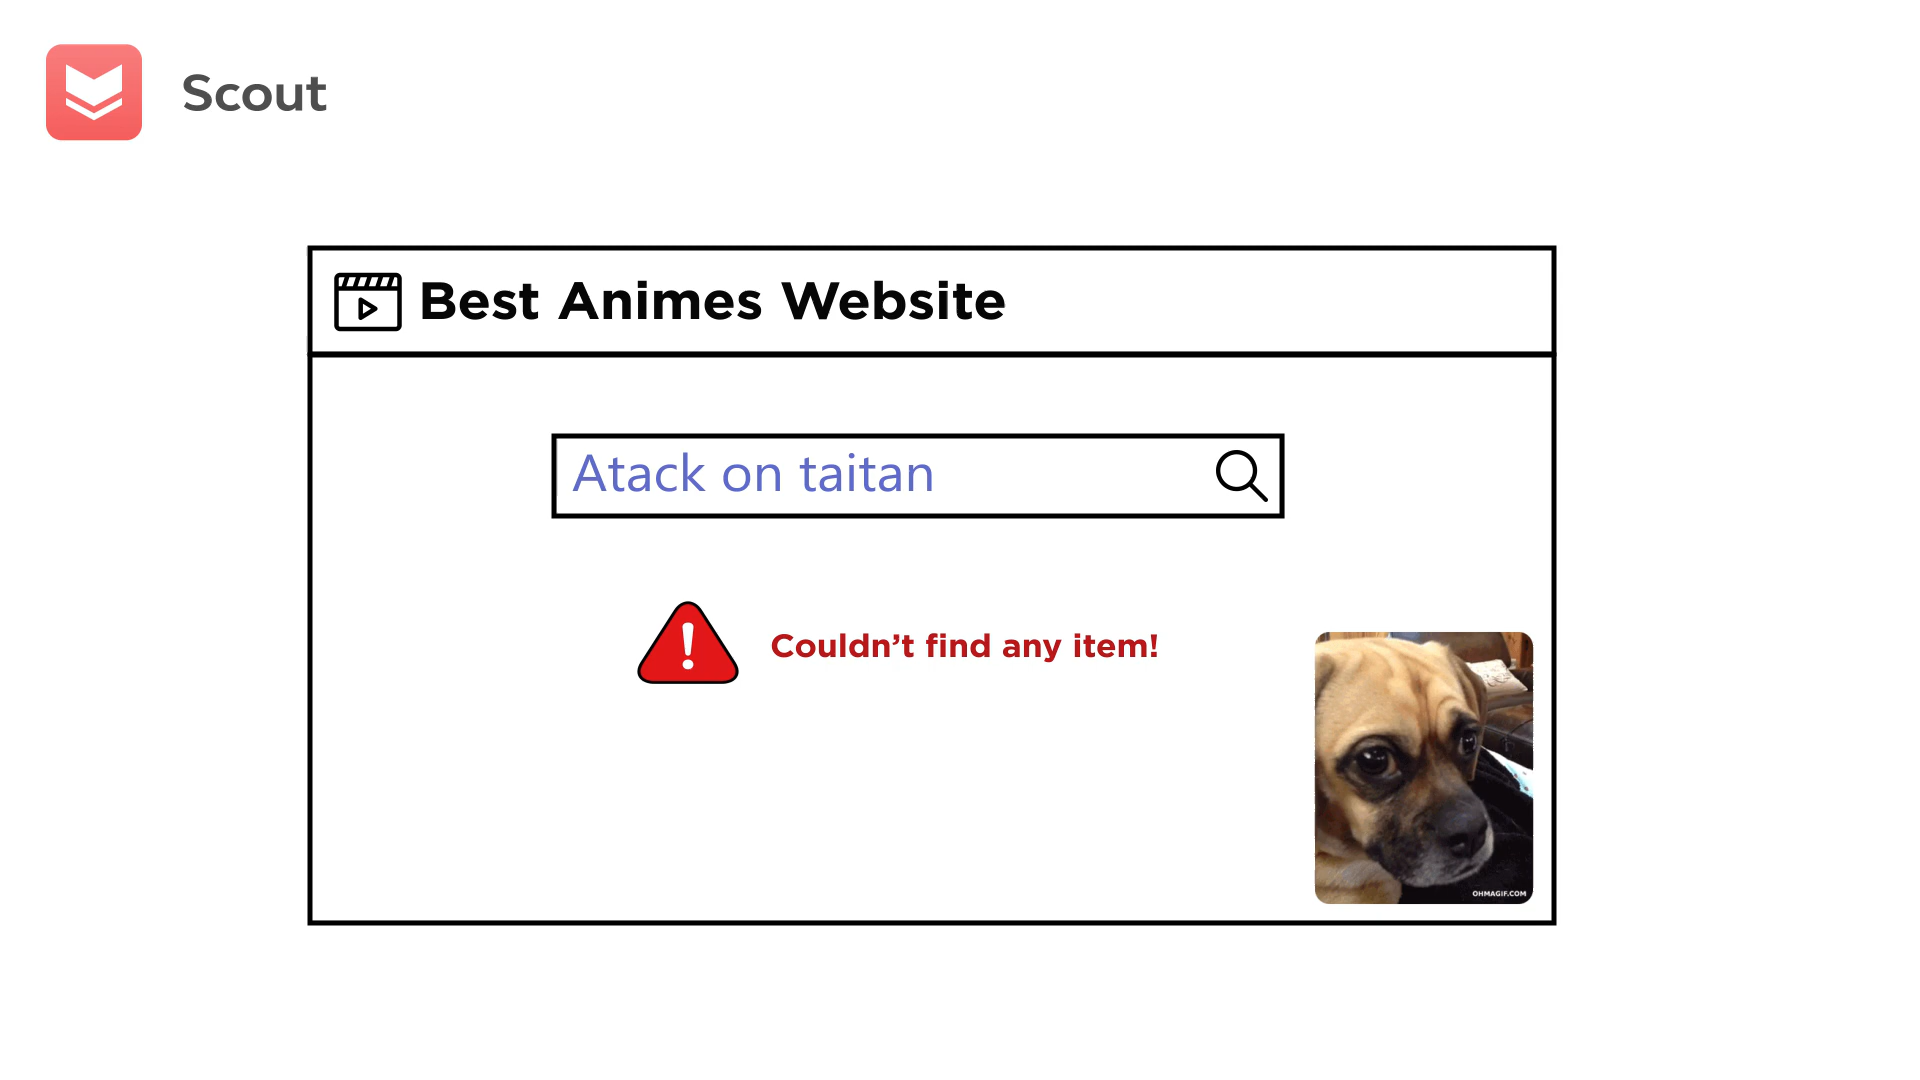 Scout
Best Animes Website
Atack on taitan
Couldn’t find any item!
OHMAGIF.COM